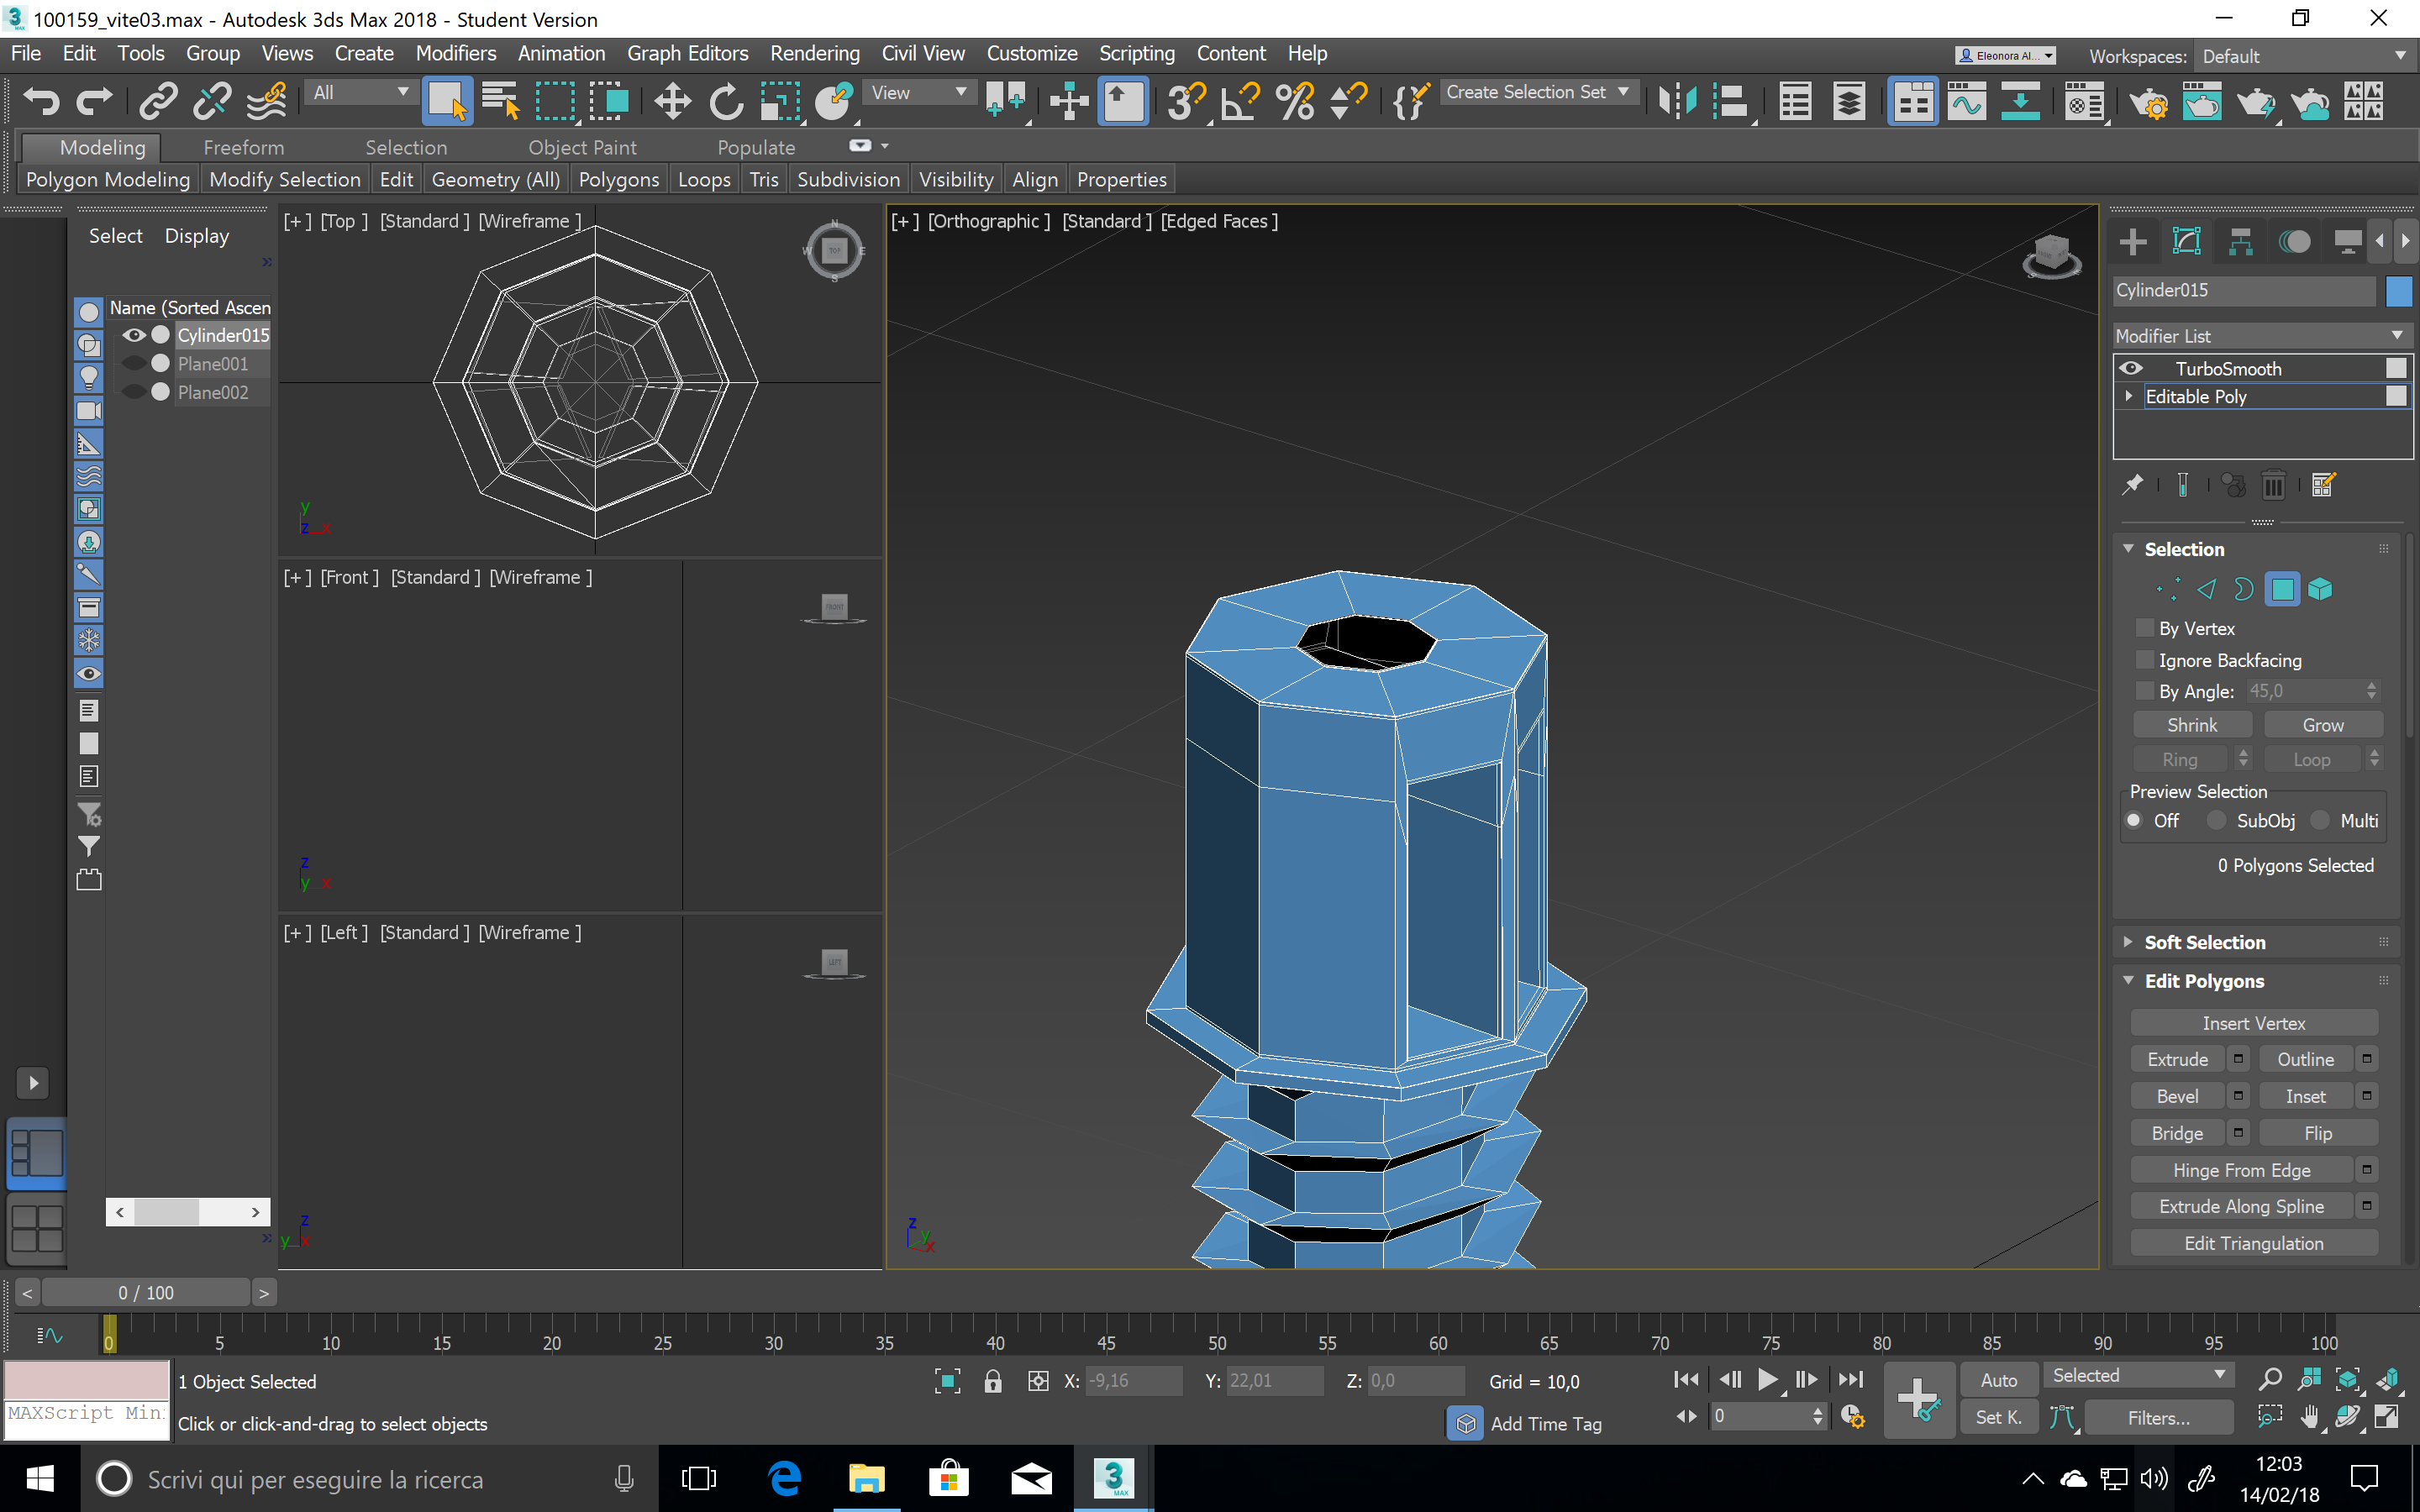 100159_vite03.max - Autodesk 3ds Max 2018 - Student Version
File Edit Tools Group Views Create Modifiers Animation Graph Editors Rendering Civil View Customize Scripting Content Help
Eleonora Al...
Workspaces: Default
All
View
Create Selection Set
Modeling Freeform Selection Object Paint Populate
Polygon Modeling Modify Selection Edit Geometry (All) Polygons Loops Tris Subdivision Visibility Align Properties
Select Display
Name (Sorted Ascen
Cylinder015
Plane001
Plane002
[+] [Top ] [Standard ] [Wireframe ]
N
W TOP E
S
y
z x
[+] [Front ] [Standard ] [Wireframe ]
FRONT
z
y x
[+] [Left ] [Standard ] [Wireframe ]
LEFT
z
y x
[+] [Orthographic ] [Standard ] [Edged Faces ]
z
y
x
Cylinder015
Modifier List
TurboSmooth
Editable Poly
Selection
By Vertex
Ignore Backfacing
By Angle: 45,0
Shrink Grow
Ring Loop
Preview Selection
Off SubObj Multi
0 Polygons Selected
Soft Selection
Edit Polygons
Insert Vertex
Extrude Outline
Bevel Inset
Bridge Flip
Hinge From Edge
Extrude Along Spline
Edit Triangulation
< 0 / 100 >
0 5 10 15 20 25 30 35 40 45 50 55 60 65 70 75 80 85 90 95 100
1 Object Selected
X: -9,16 Y: 22,01 Z: 0,0 Grid = 10,0
Auto Selected
MAXScript Min
Click or click-and-drag to select objects
Add Time Tag
0
Set K. Filters...
Scrivi qui per eseguire la ricerca
3
MAX
12:03
14/02/18